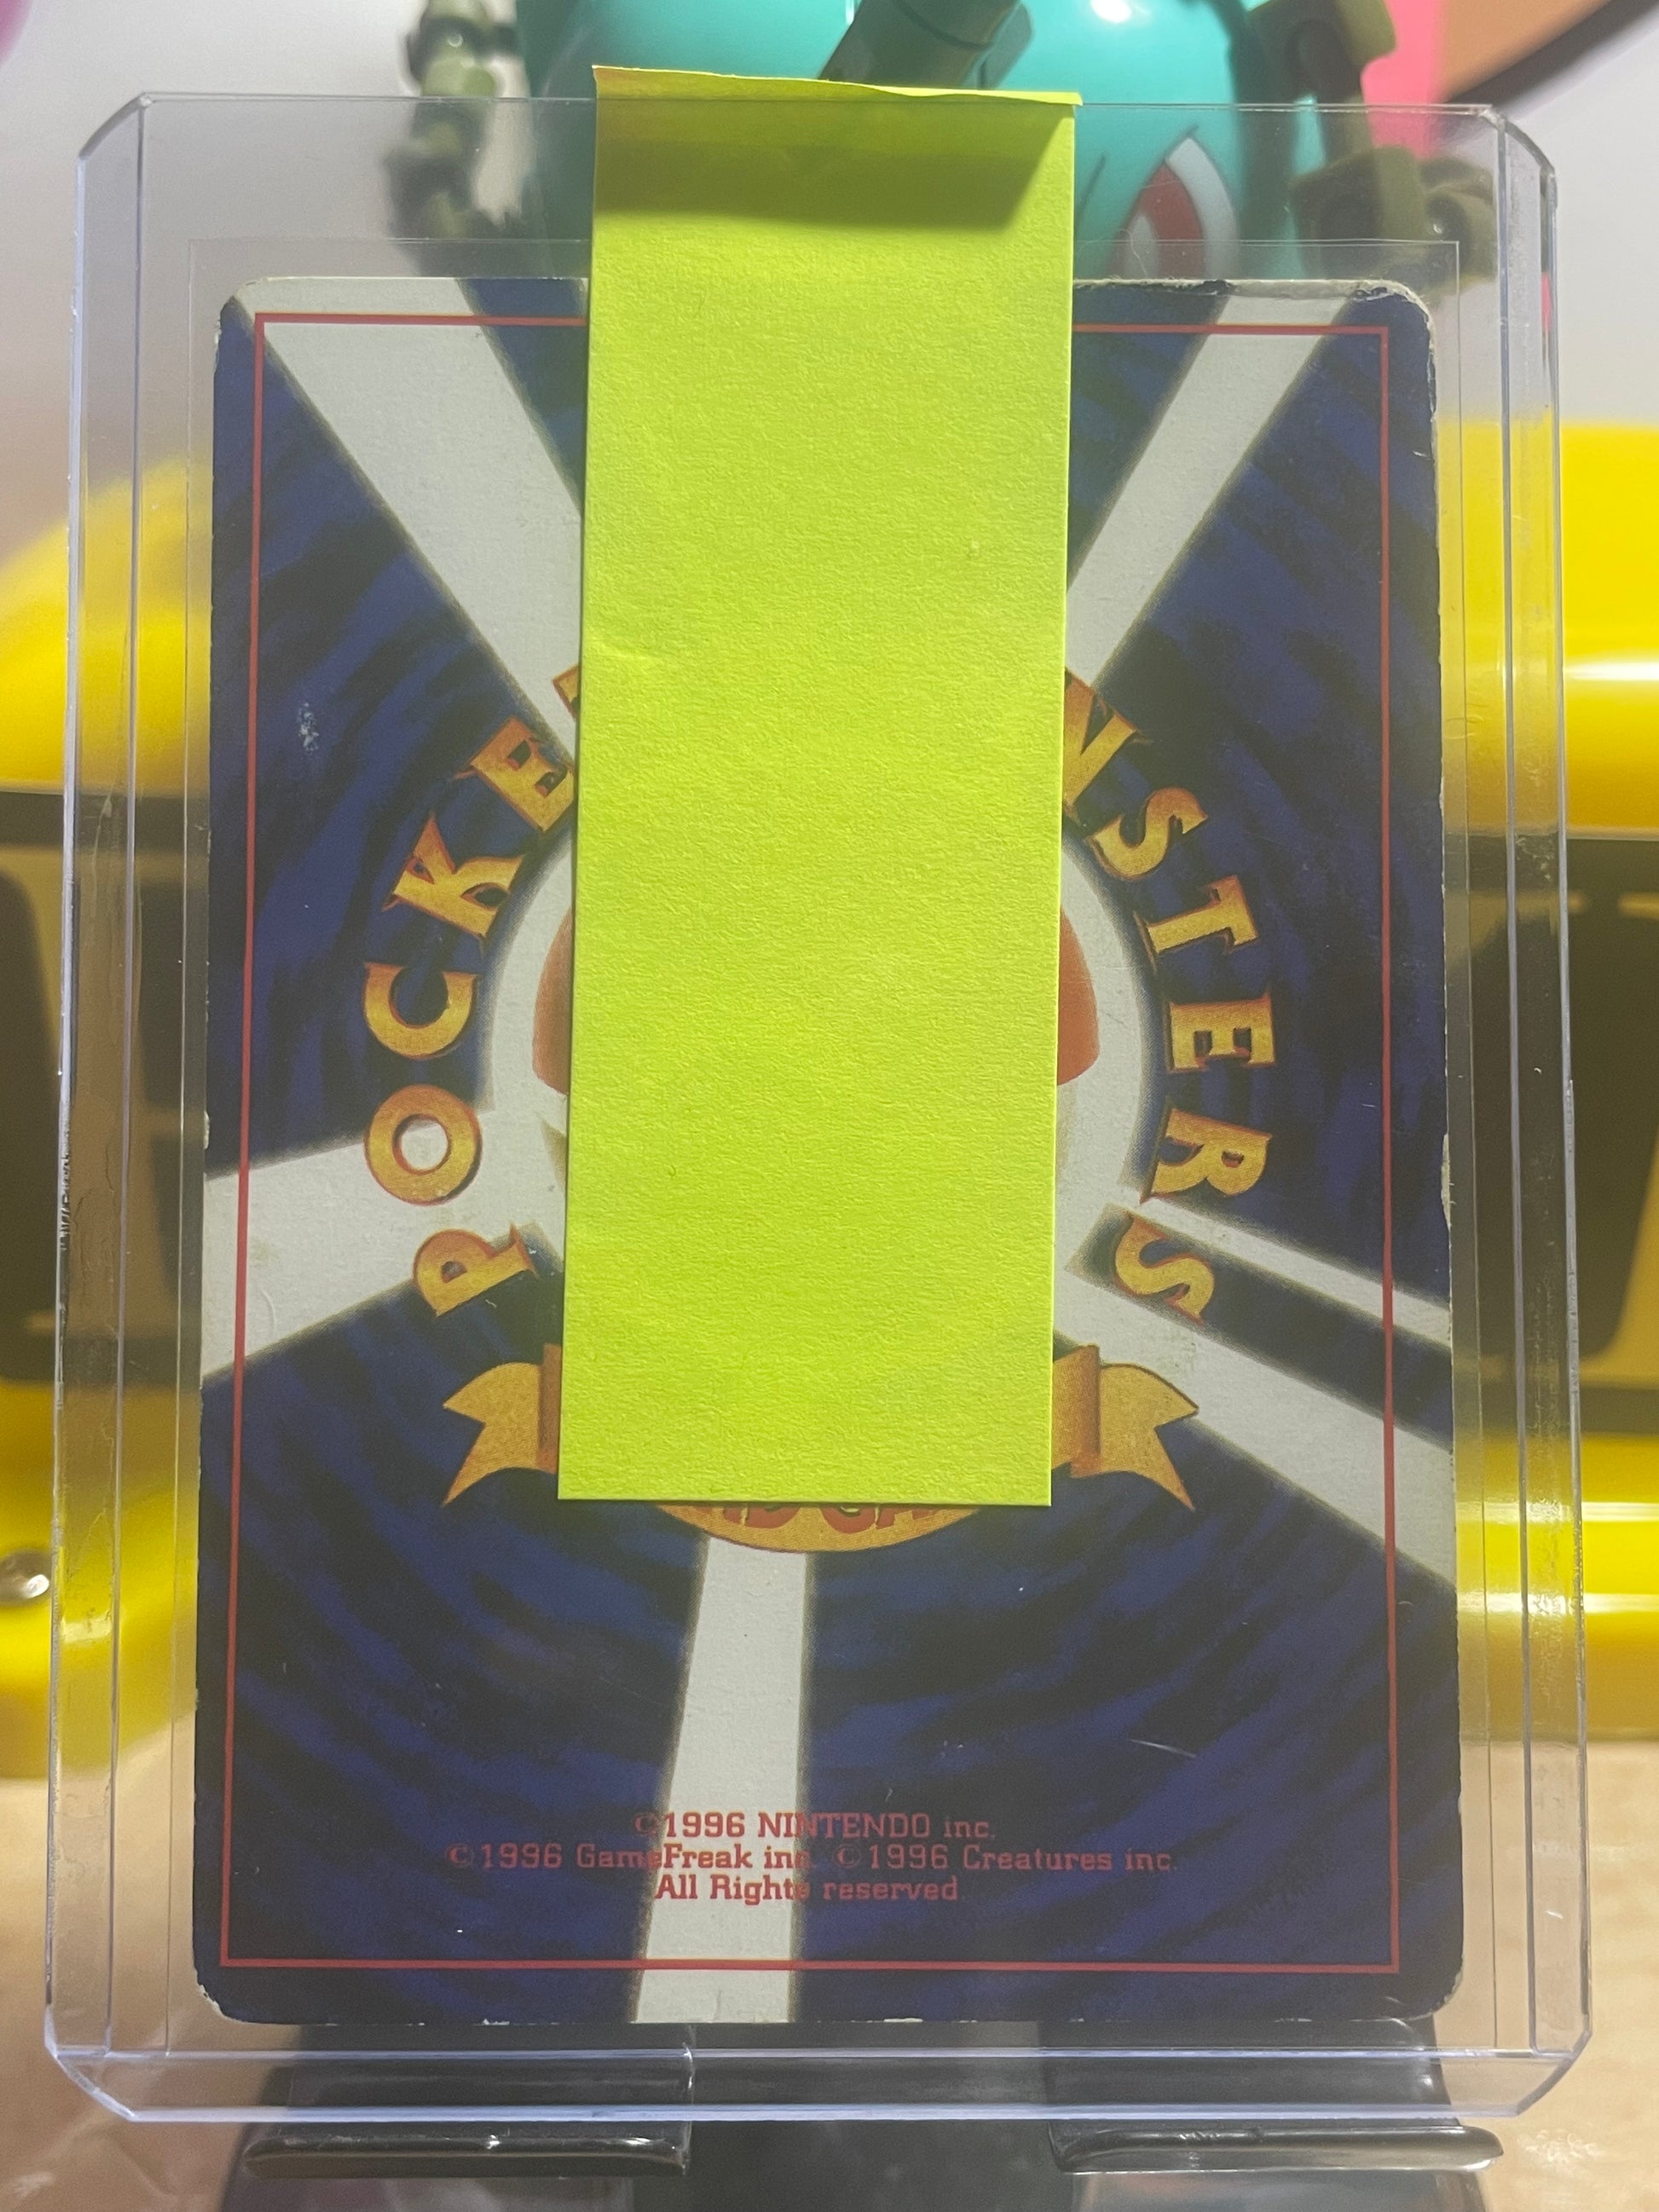 POCKE
NSTERS
©1996 NINTENDO inc.
©1996 GameFreak inc. ©1996 Creatures inc.
All Rights reserved